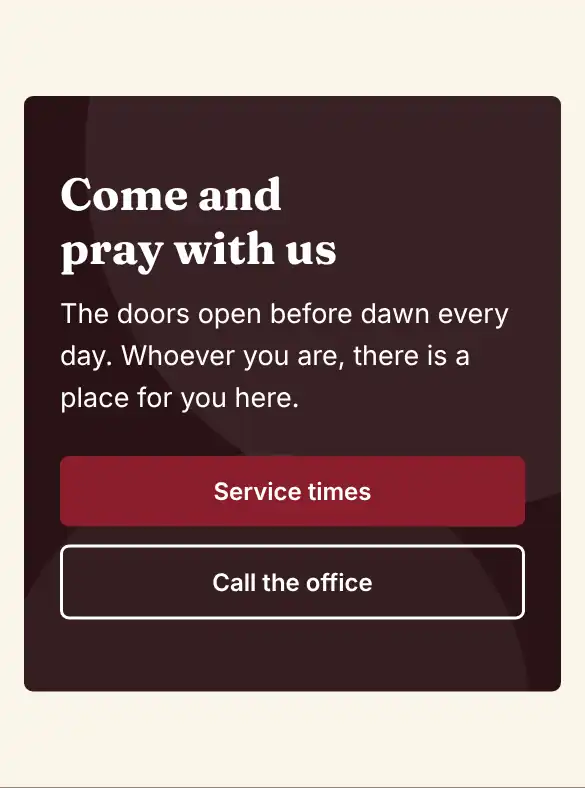 Come and
pray with us
The doors open before dawn every
day. Whoever you are, there is a
place for you here.
Service times
Call the office